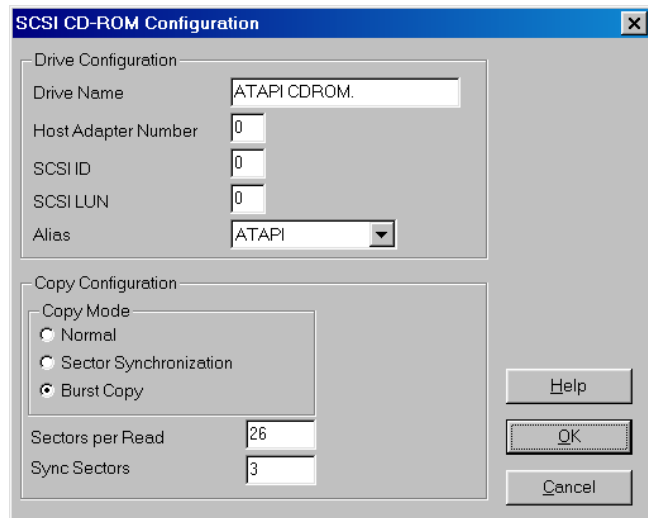 SCSI CD-ROM Configuration
Drive Configuration
Drive Name ATAPI CDROM.
Host Adapter Number 0
SCSI ID 0
SCSI LUN 0
Alias ATAPI
Copy Configuration
Copy Mode
Normal
Sector Synchronization
Burst Copy
Sectors per Read 26
Sync Sectors 3
Help
OK
Cancel